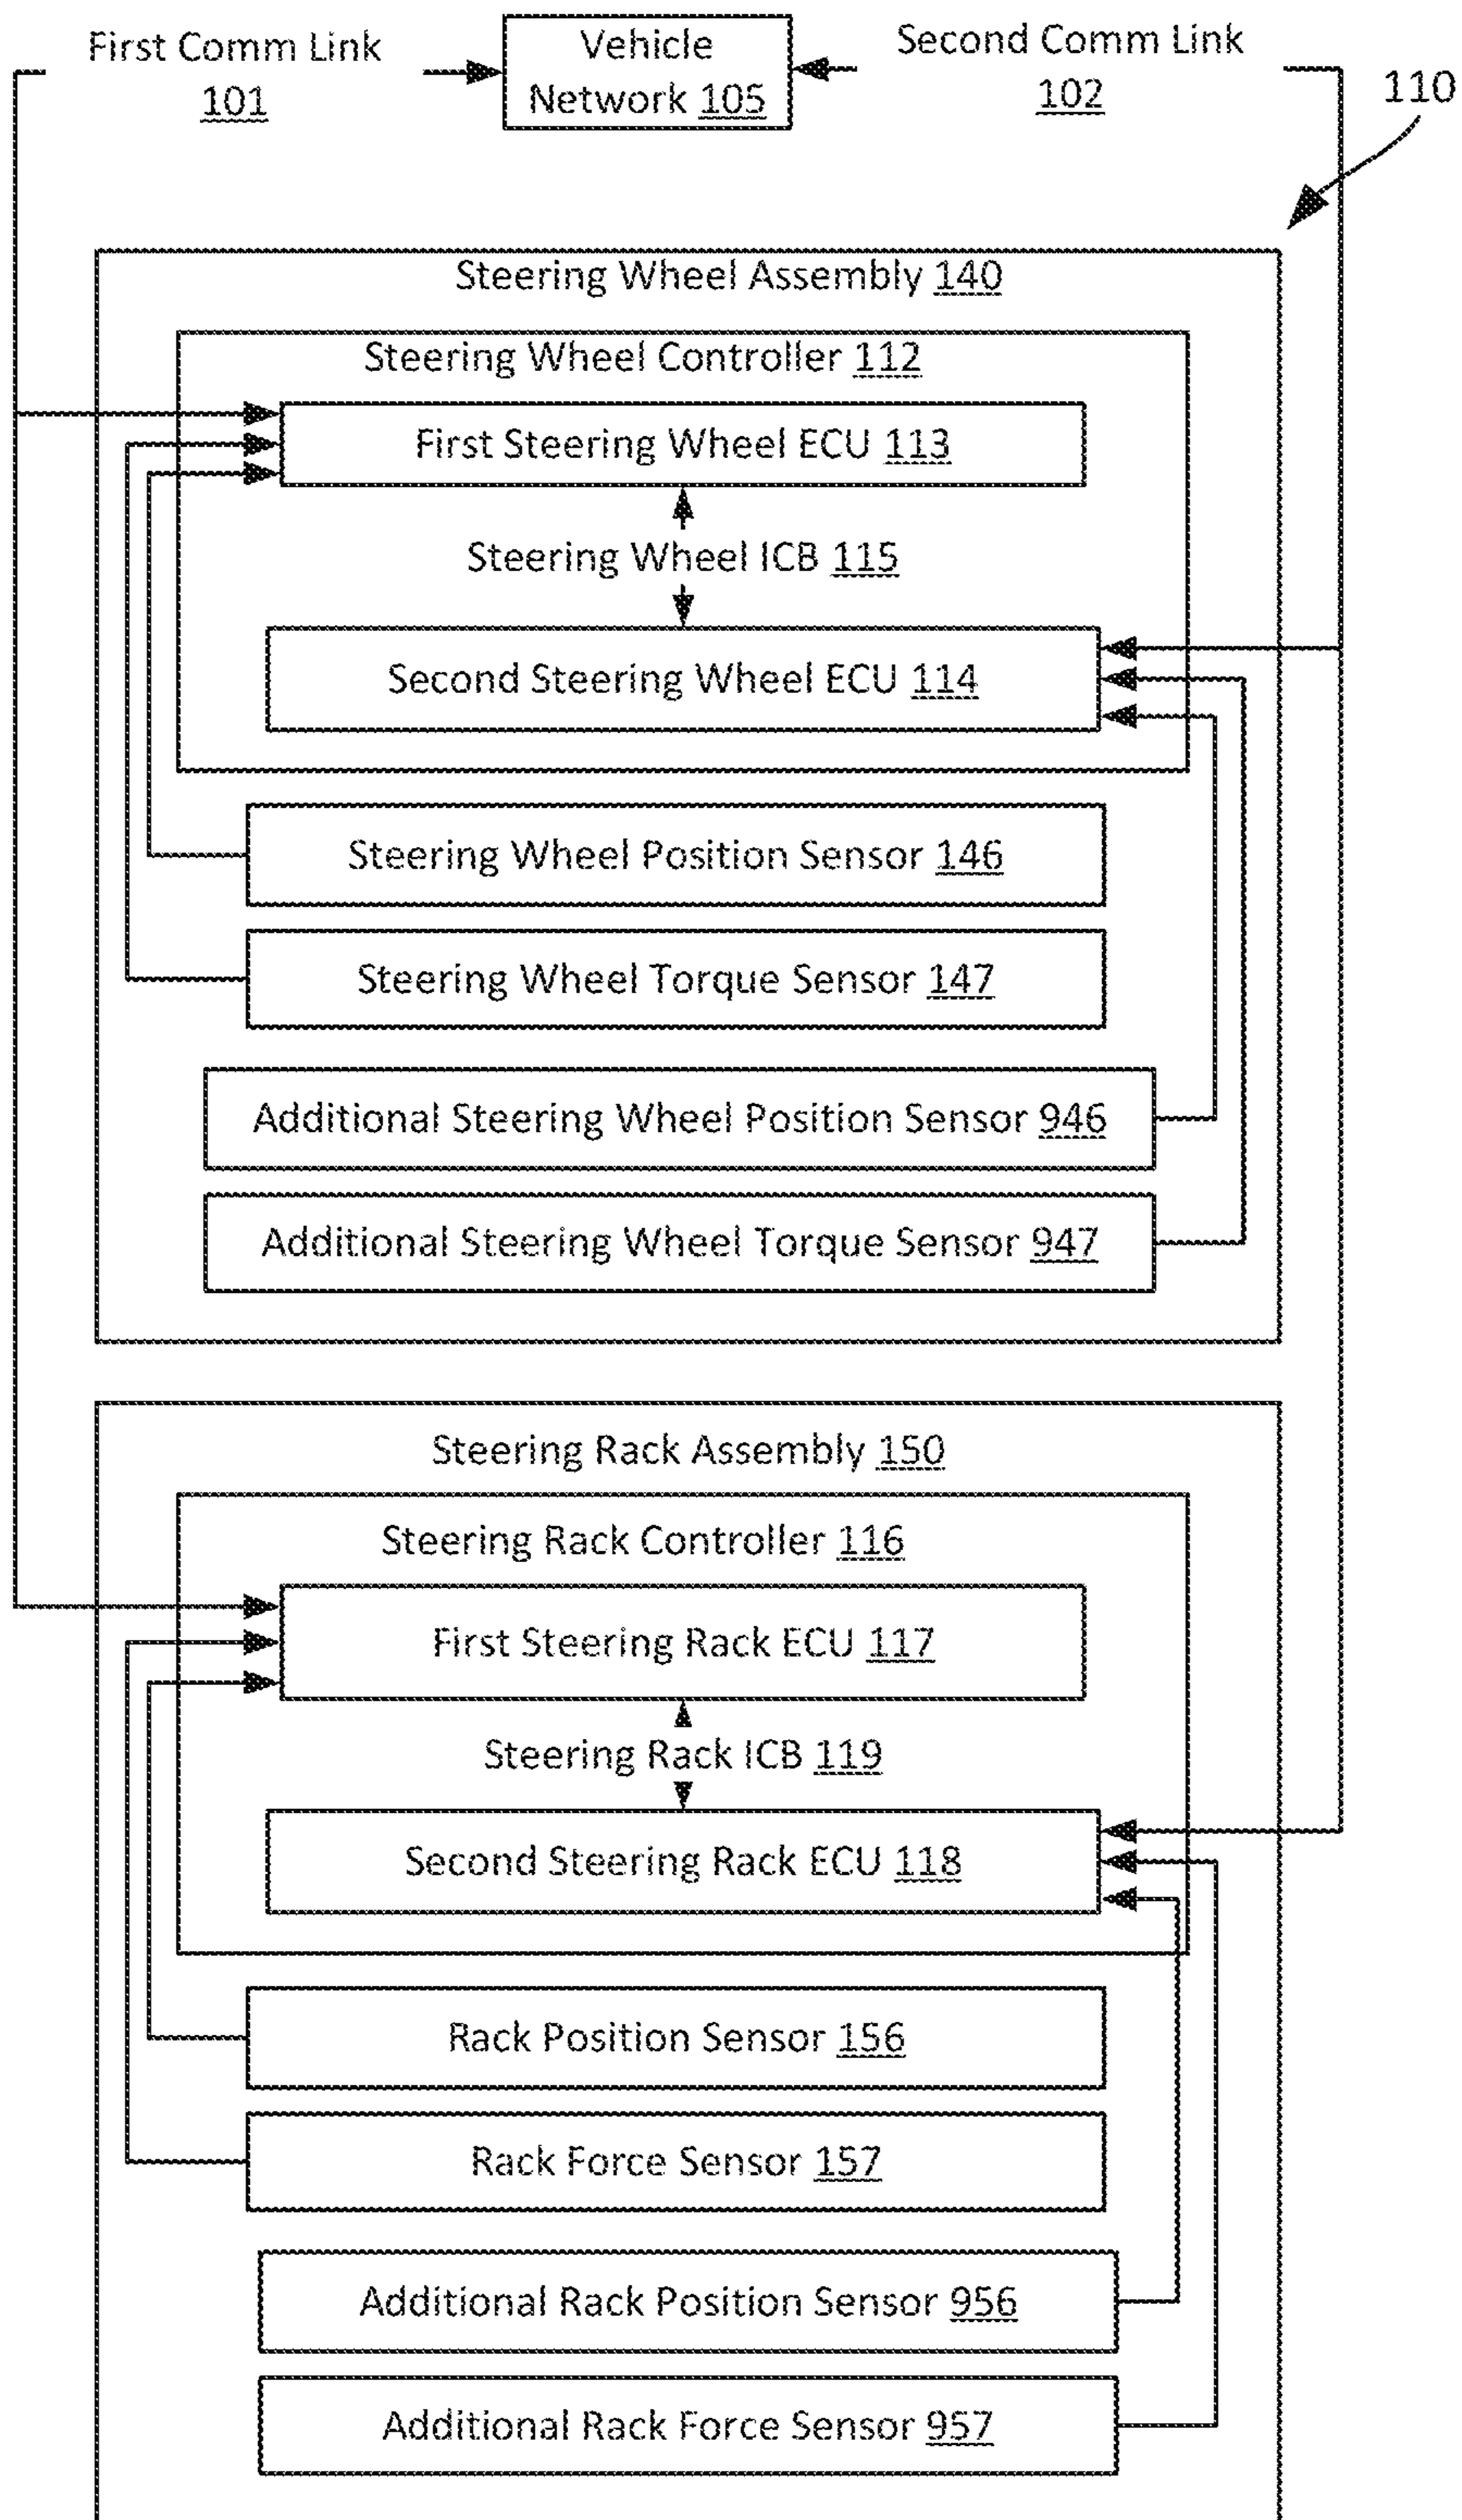 First Comm Link
101
Vehicle
Network 105
Second Comm Link
102
110
Steering Wheel Assembly 140
Steering Wheel Controller 112
First Steering Wheel ECU 113
Steering Wheel ICB 115
Second Steering Wheel ECU 114
Steering Wheel Position Sensor 146
Steering Wheel Torque Sensor 147
Additional Steering Wheel Position Sensor 946
Additional Steering Wheel Torque Sensor 947
Steering Rack Assembly 150
Steering Rack Controller 116
First Steering Rack ECU 117
Steering Rack ICB 119
Second Steering Rack ECU 118
Rack Position Sensor 156
Rack Force Sensor 157
Additional Rack Position Sensor 956
Additional Rack Force Sensor 957